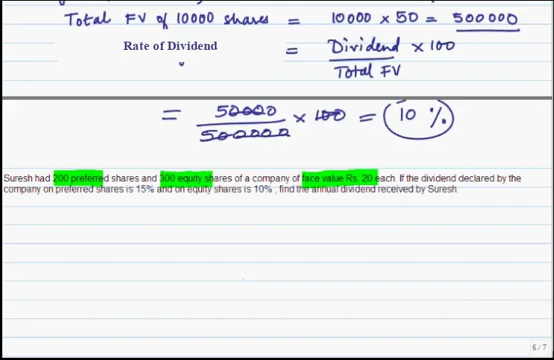 Total FV of 10000 shares = 10000 × 50 = 500000
Rate of Dividend = Dividend × 100
Total FV
= 50000 × 100 = 10 %
500000
Suresh had 200 preferred shares and 300 equity shares of a company of face value Rs. 20 each. If the dividend declared by the
company on preferred shares is 15% and on equity shares is 10% , find the annual dividend received by Suresh.
6 / 7